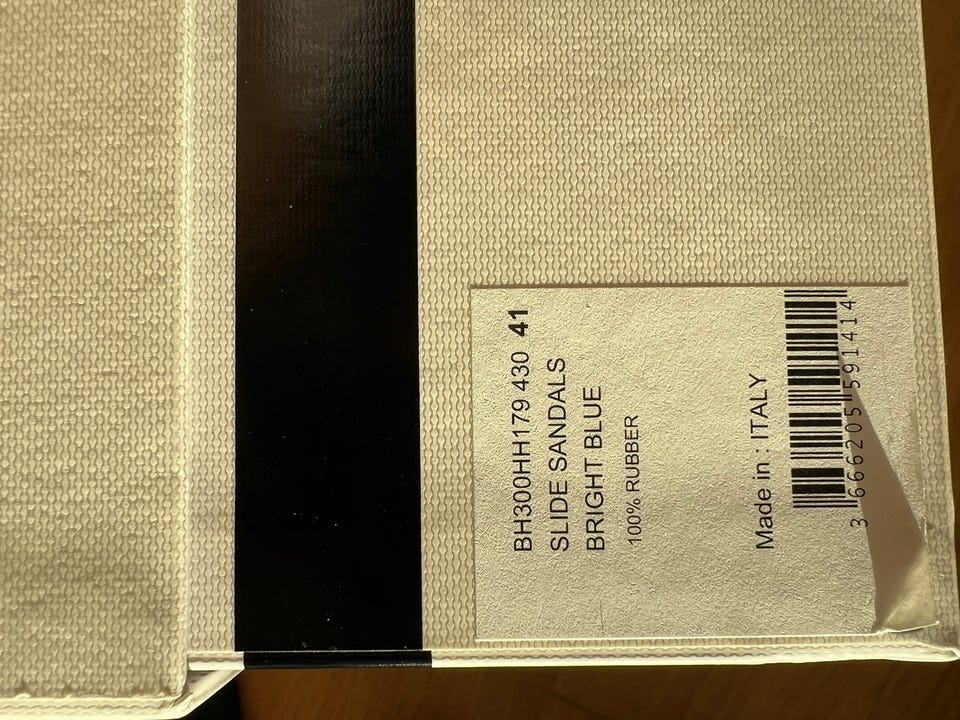 BH300HH179 430 41
SLIDE SANDALS
BRIGHT BLUE
100% RUBBER
Made in : ITALY
3 666205 591414